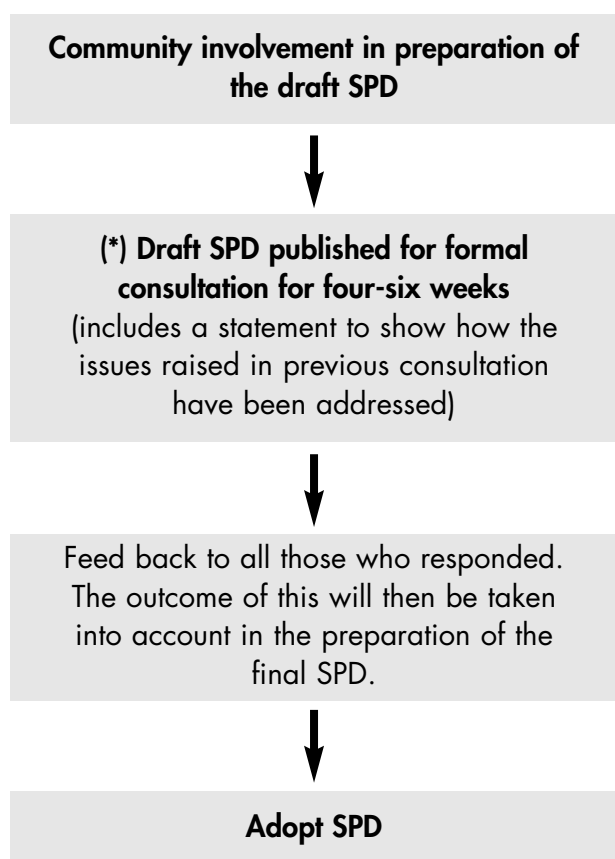 Community involvement in preparation of
the draft SPD
(*) Draft SPD published for formal
consultation for four-six weeks
(includes a statement to show how the
issues raised in previous consultation
have been addressed)
Feed back to all those who responded.
The outcome of this will then be taken
into account in the preparation of the
final SPD.
Adopt SPD